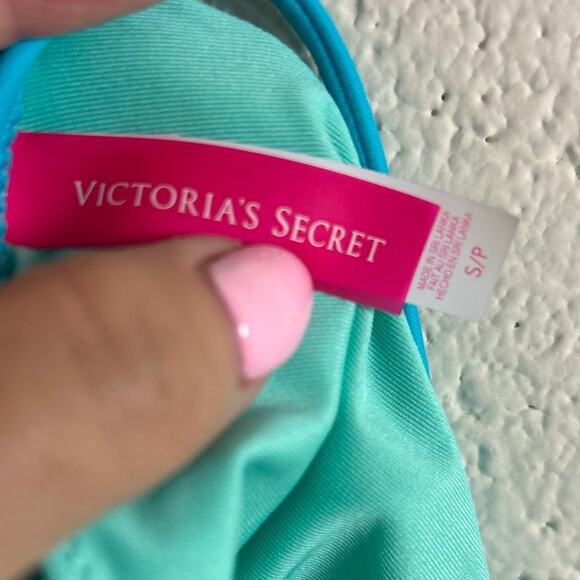 VICTORIA'S SECRET
MADE IN SRI LANKA
FAIT AU SRI LANKA
HECHO EN SRI LANKA
S/P